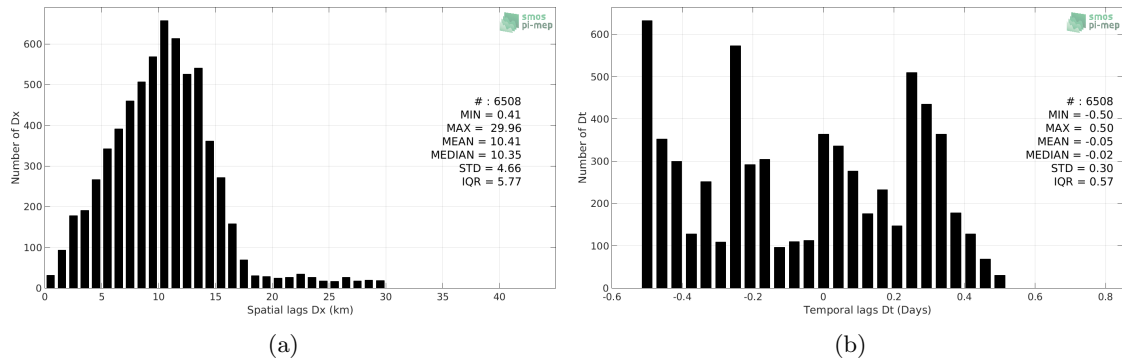 smos
pi-mep
600
500
400
300
200
100
0
Number of Dx
# : 6508
MIN = 0.41
MAX = 29.96
MEAN = 10.41
MEDIAN = 10.35
STD = 4.66
IQR = 5.77
0 5 10 15 20 25 30 35 40
Spatial lags Dx (km)
(a)
smos
pi-mep
600
500
400
300
200
100
0
Number of Dt
# : 6508
MIN = -0.50
MAX = 0.50
MEAN = -0.05
MEDIAN = -0.02
STD = 0.30
IQR = 0.57
-0.6 -0.4 -0.2 0 0.2 0.4 0.6 0.8
Temporal lags Dt (Days)
(b)